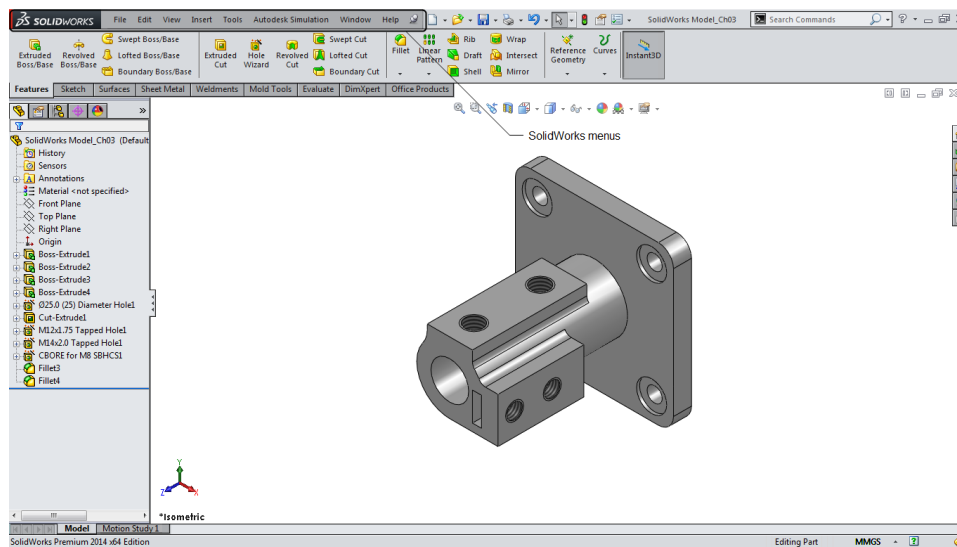 SOLIDWORKS File Edit View Insert Tools Autodesk Simulation Window Help SolidWorks Model_Ch03 Search Commands ?
Extruded Boss/Base
Revolved Boss/Base
Swept Boss/Base
Lofted Boss/Base
Boundary Boss/Base
Extruded Cut
Hole Wizard
Revolved Cut
Swept Cut
Lofted Cut
Boundary Cut
Fillet
Linear Pattern
Rib
Draft
Shell
Wrap
Intersect
Mirror
Reference Geometry
Curves
Instant3D
Features Sketch Surfaces Sheet Metal Weldments Mold Tools Evaluate DimXpert Office Products
»
SolidWorks menus
SolidWorks Model_Ch03 (Default
History
Sensors
A Annotations
Material <not specified>
Front Plane
Top Plane
Right Plane
Origin
Boss-Extrude1
Boss-Extrude2
Boss-Extrude3
Boss-Extrude4
Ø25.0 (25) Diameter Hole1
Cut-Extrude1
M12x1.75 Tapped Hole1
M14x2.0 Tapped Hole1
CBORE for M8 SBHCS1
Fillet3
Fillet4
Y
Z X
*Isometric
Model Motion Study 1
SolidWorks Premium 2014 x64 Edition Editing Part MMGS ?